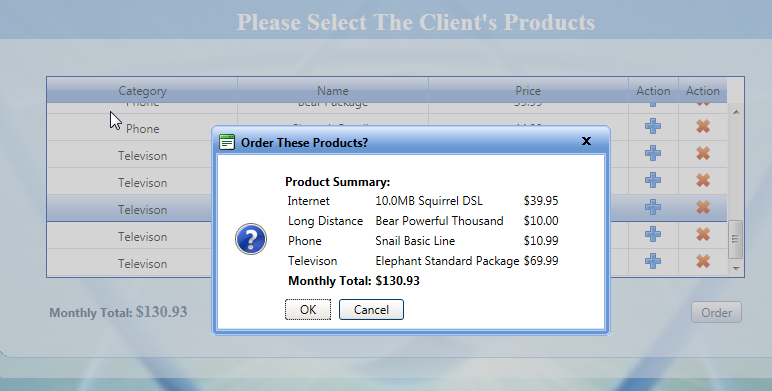 Please Select The Client's Products
Category Name Price Action Action
Phone Bear Package
Phone
Televison
Televison
Televison
Televison
Televison
Order These Products?
Product Summary:
Internet 10.0MB Squirrel DSL $39.95
Long Distance Bear Powerful Thousand $10.00
Phone Snail Basic Line $10.99
Televison Elephant Standard Package $69.99
Monthly Total: $130.93
OK Cancel
Monthly Total: $130.93
Order